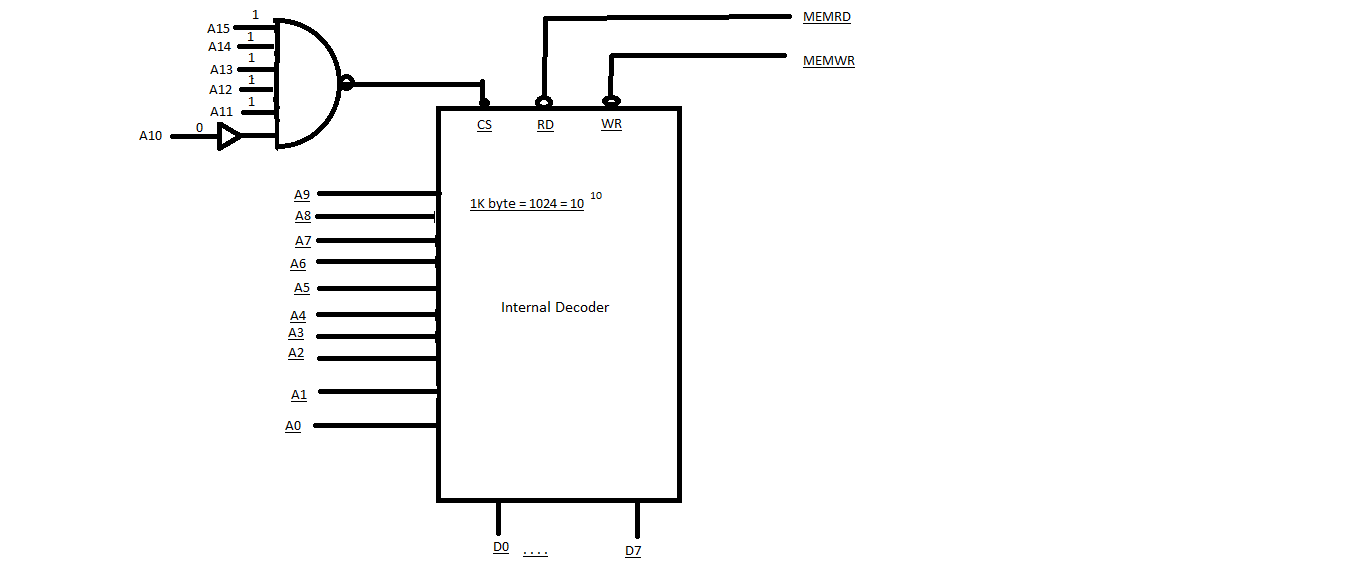 1
A15
1
A14
1
A13
1
A12
1
A11
0
A10
MEMRD
MEMWR
CS RD WR
A9
A8
A7
A6
A5
A4
A3
A2
A1
A0
1K byte = 1024 = 10 10
Internal Decoder
D0 . . . . D7